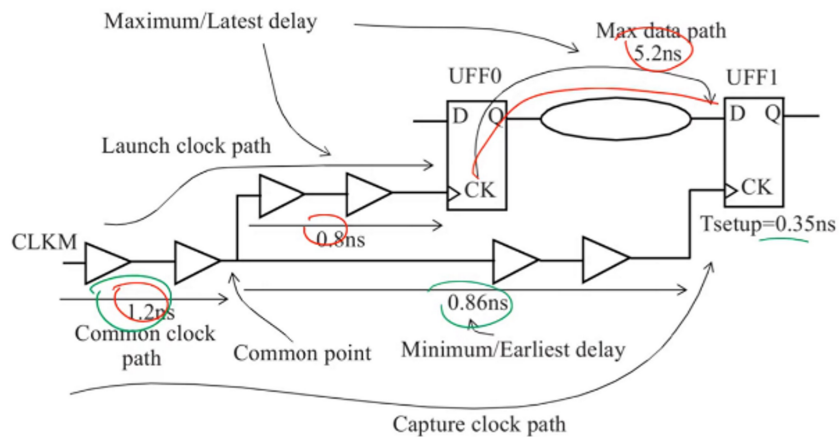 Maximum/Latest delay
Max data path
5.2ns
UFF0
UFF1
D Q
D Q
Launch clock path
CK
CK
0.8ns
Tsetup=0.35ns
CLKM
1.2ns
0.86ns
Common clock
path
Common point
Minimum/Earliest delay
Capture clock path